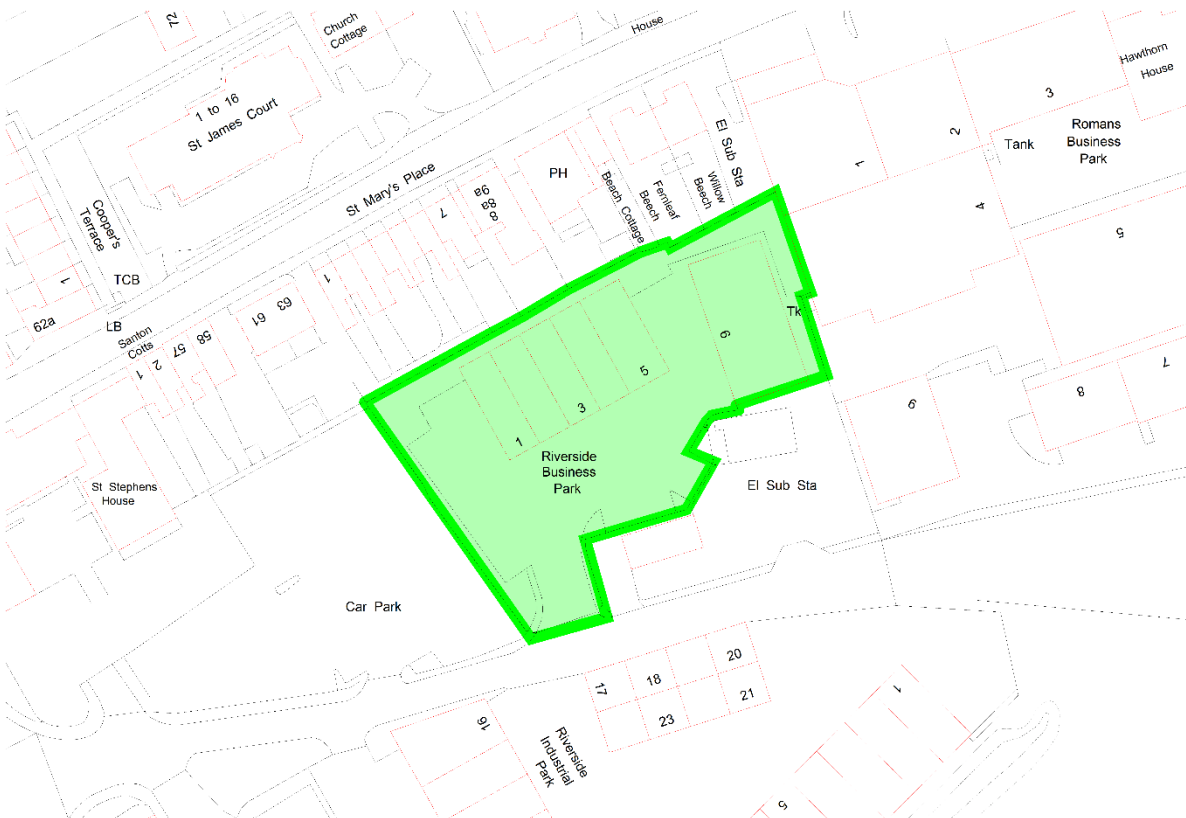 72
Church
Cottage
House
1 to 16
St James Court
Hawthorn
House
3
Romans
Business
Park
Tank
2
1
El Sub Sta
PH
St Mary's Place
Cooper's
Terrace
Beach Cottage
Fernleaf
Beech
Willow
Beech
9a
8a
8
7
4
5
1
TCB
62a
LB
Santon
Cotts
1
2
57
58
61
63
1
6
Tk
5
3
1
Riverside
Business
Park
El Sub Sta
9
8
7
St Stephens
House
Car Park
17
18
20
21
23
16
Riverside
Industrial
Park
1
5